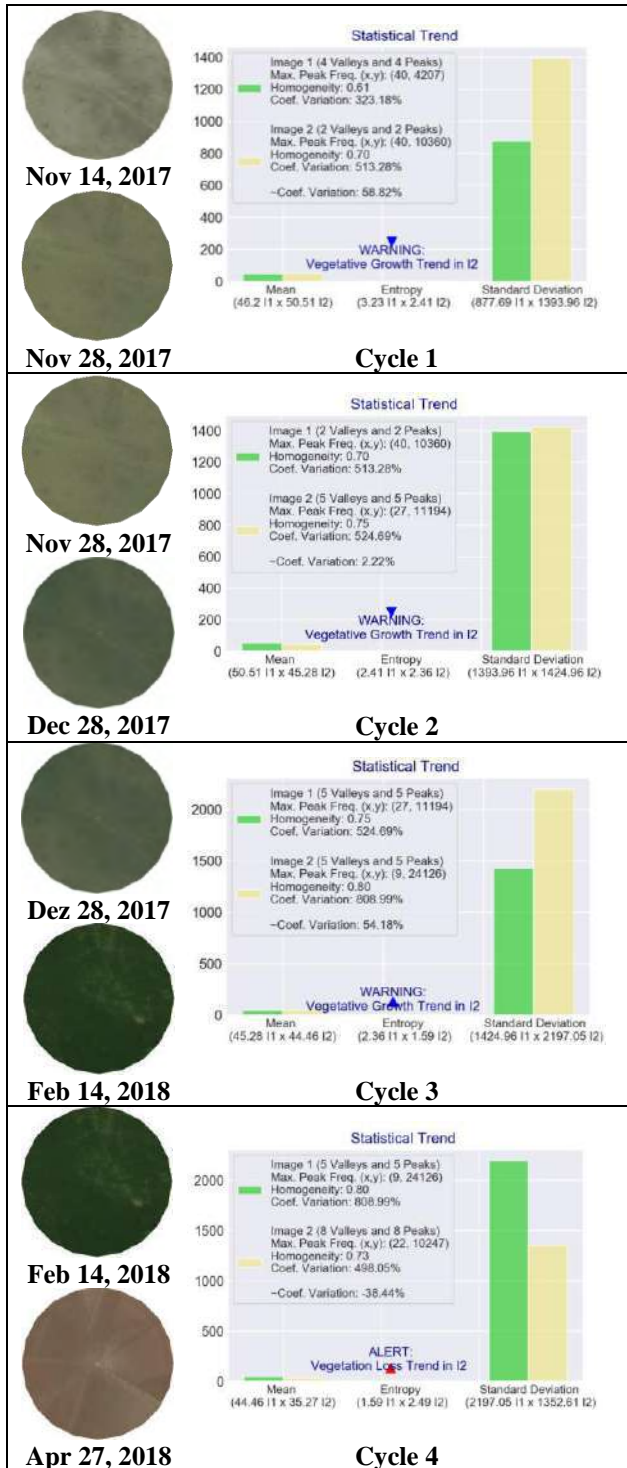 Nov 14, 2017
Nov 28, 2017
Statistical Trend
1400
1200
1000
800
600
400
200
0
Image 1 (4 Valleys and 4 Peaks)
Max. Peak Freq. (x,y): (40, 4207)
Homogeneity: 0.61
Coef. Variation: 323.18%
Image 2 (2 Valleys and 2 Peaks)
Max. Peak Freq. (x,y): (40, 10360)
Homogeneity: 0.70
Coef. Variation: 513.28%
~Coef. Variation: 58.82%
WARNING:
Vegetative Growth Trend in I2
Mean
(46.2 I1 x 50.51 I2)
Entropy
(3.23 I1 x 2.41 I2)
Standard Deviation
(877.69 I1 x 1393.96 I2)
Cycle 1
Nov 28, 2017
Dec 28, 2017
Statistical Trend
1400
1200
1000
800
600
400
200
0
Image 1 (2 Valleys and 2 Peaks)
Max. Peak Freq. (x,y): (40, 10360)
Homogeneity: 0.70
Coef. Variation: 513.28%
Image 2 (5 Valleys and 5 Peaks)
Max. Peak Freq. (x,y): (27, 11194)
Homogeneity: 0.75
Coef. Variation: 524.69%
~Coef. Variation: 2.22%
WARNING:
Vegetative Growth Trend in I2
Mean
(50.51 I1 x 45.28 I2)
Entropy
(2.41 I1 x 2.36 I2)
Standard Deviation
(1393.96 I1 x 1424.96 I2)
Cycle 2
Dez 28, 2017
Feb 14, 2018
Statistical Trend
2000
1500
1000
500
0
Image 1 (5 Valleys and 5 Peaks)
Max. Peak Freq. (x,y): (27, 11194)
Homogeneity: 0.75
Coef. Variation: 524.69%
Image 2 (5 Valleys and 5 Peaks)
Max. Peak Freq. (x,y): (9, 24126)
Homogeneity: 0.80
Coef. Variation: 808.99%
~Coef. Variation: 54.18%
WARNING:
Vegetative Growth Trend in I2
Mean
(45.28 I1 x 44.46 I2)
Entropy
(2.36 I1 x 1.59 I2)
Standard Deviation
(1424.96 I1 x 2197.05 I2)
Cycle 3
Feb 14, 2018
Apr 27, 2018
Statistical Trend
2000
1500
1000
500
0
Image 1 (5 Valleys and 5 Peaks)
Max. Peak Freq. (x,y): (9, 24126)
Homogeneity: 0.80
Coef. Variation: 808.99%
Image 2 (8 Valleys and 8 Peaks)
Max. Peak Freq. (x,y): (22, 10247)
Homogeneity: 0.73
Coef. Variation: 498.05%
~Coef. Variation: -38.44%
ALERT:
Vegetation Loss Trend in I2
Mean
(44.46 I1 x 35.27 I2)
Entropy
(1.59 I1 x 2.49 I2)
Standard Deviation
(2197.05 I1 x 1352.61 I2)
Cycle 4